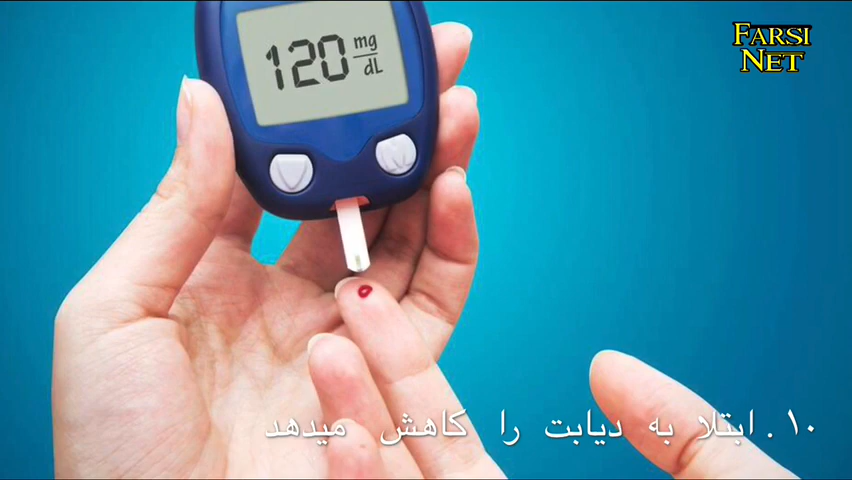 120 mg/dL
FARSI
NET
۱۰.ابتلا به دیابت را کاهش میدهد